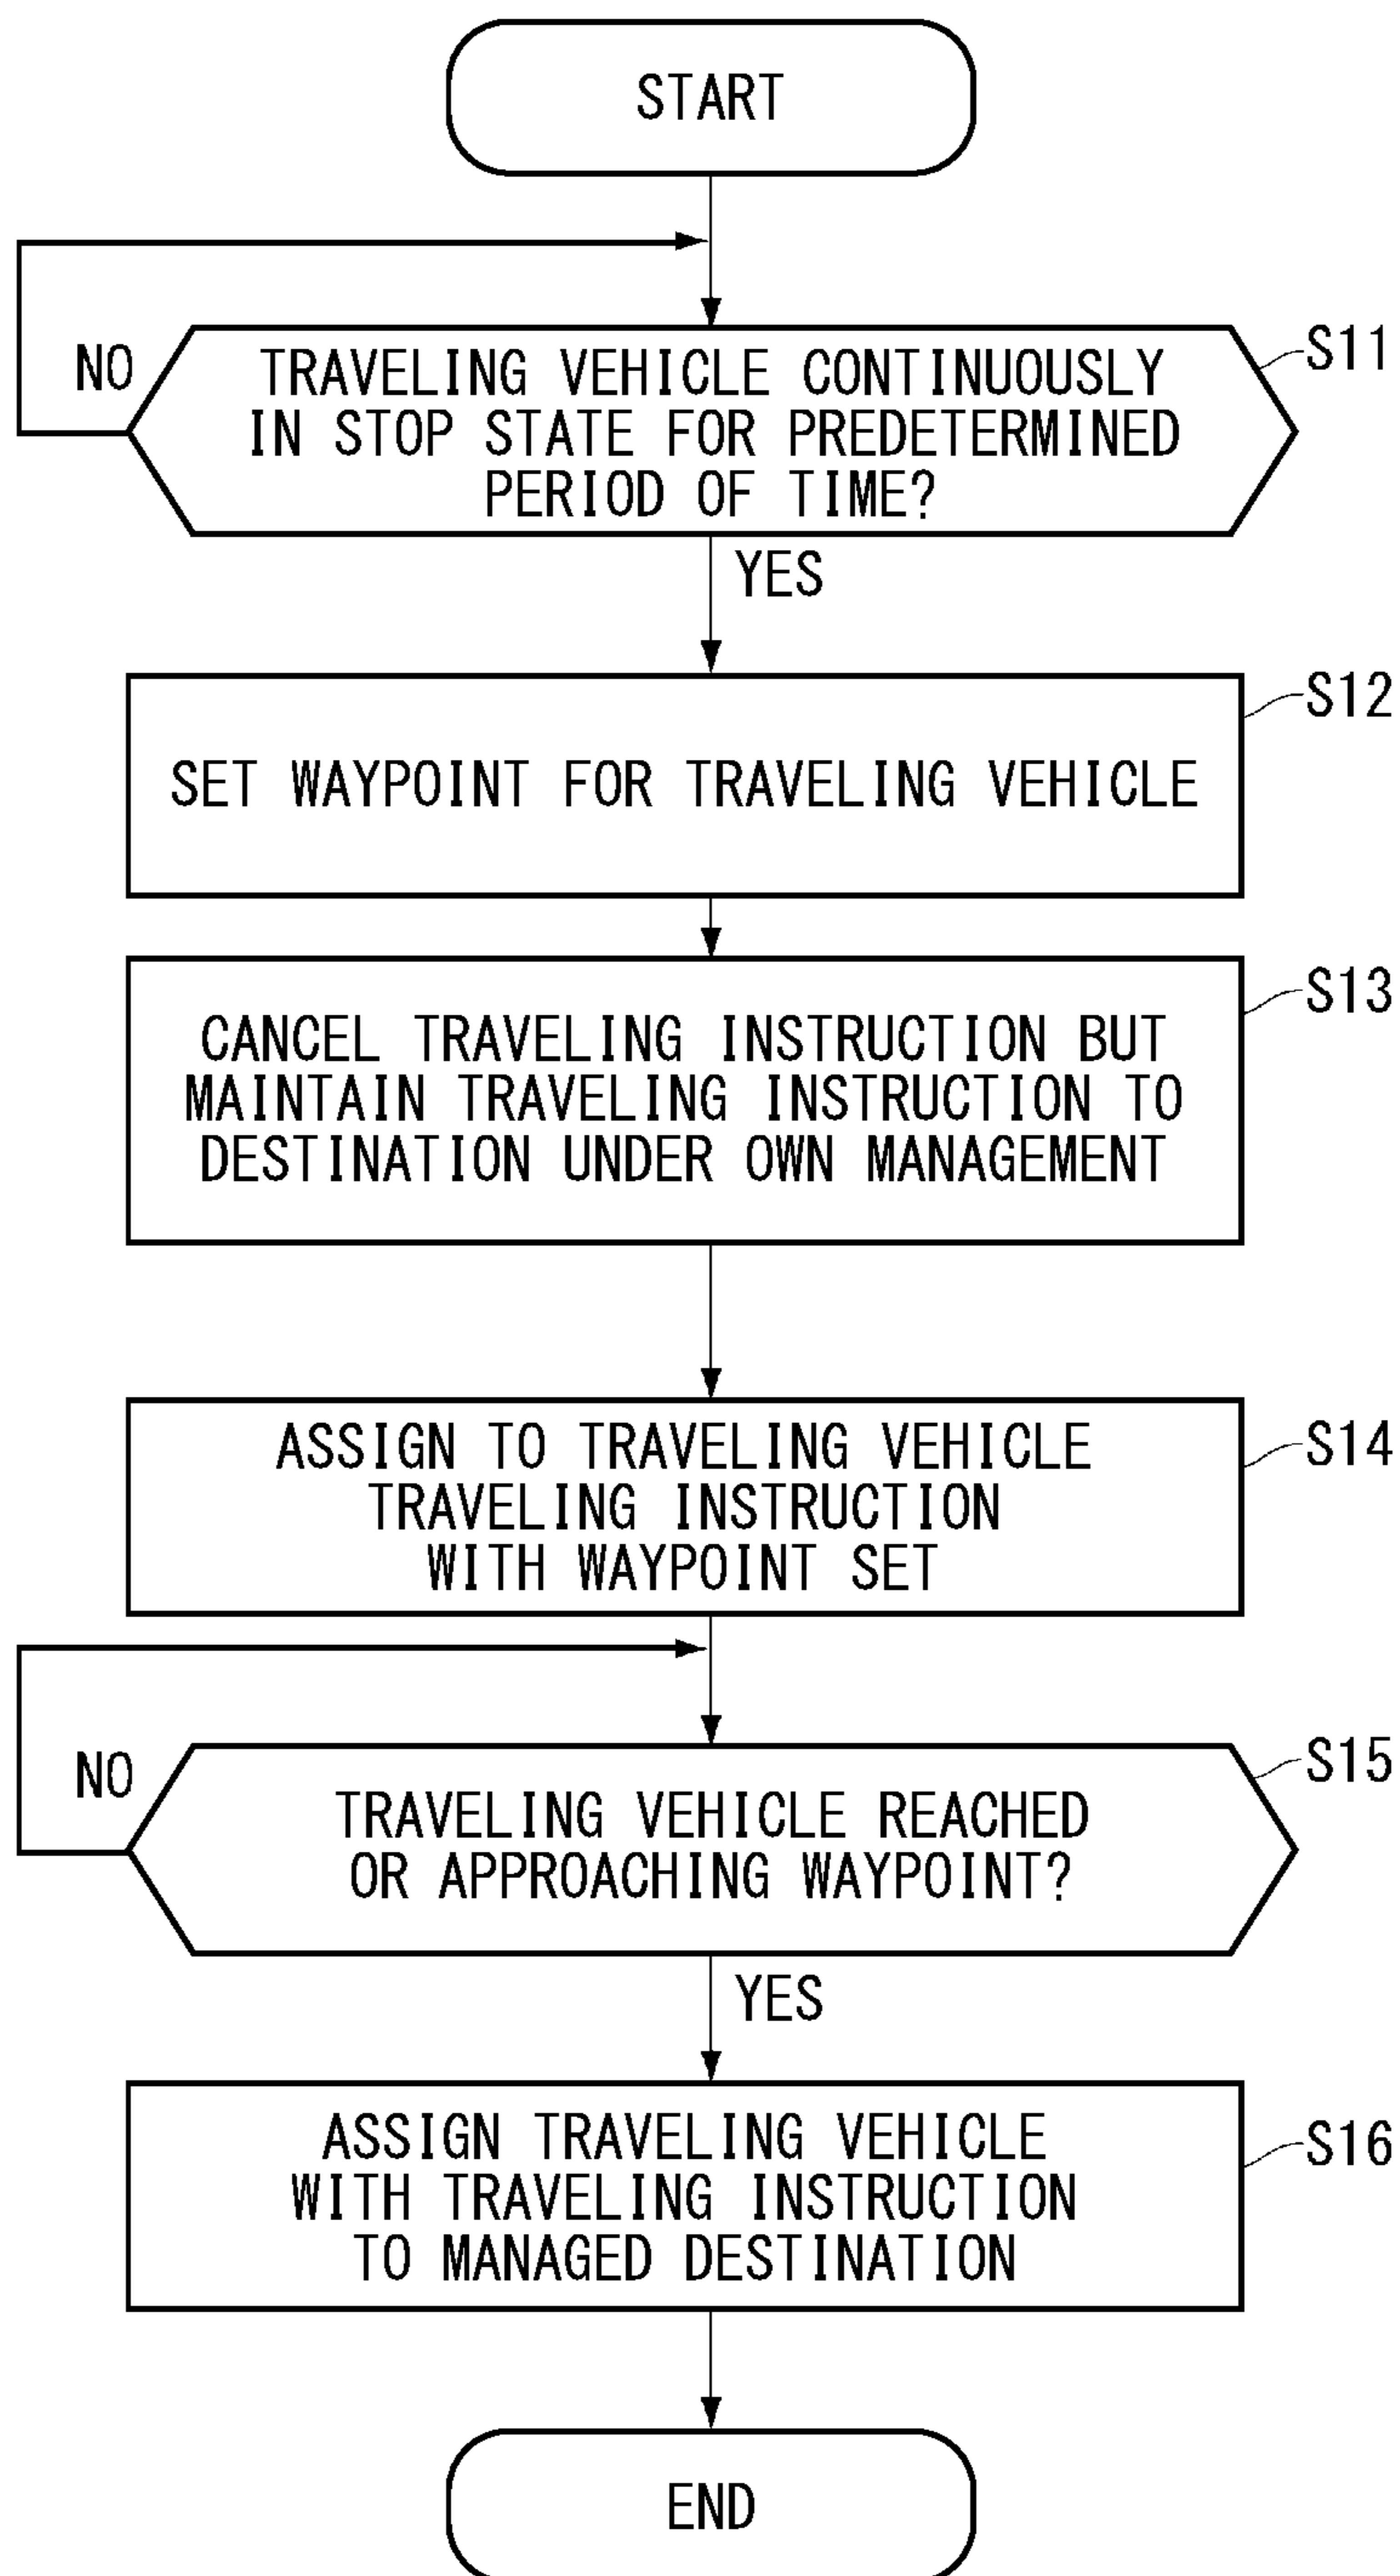 START
NO
TRAVELING VEHICLE CONTINUOUSLY
IN STOP STATE FOR PREDETERMINED
PERIOD OF TIME?
S11
YES
S12
SET WAYPOINT FOR TRAVELING VEHICLE
S13
CANCEL TRAVELING INSTRUCTION BUT
MAINTAIN TRAVELING INSTRUCTION TO
DESTINATION UNDER OWN MANAGEMENT
S14
ASSIGN TO TRAVELING VEHICLE
TRAVELING INSTRUCTION
WITH WAYPOINT SET
NO
S15
TRAVELING VEHICLE REACHED
OR APPROACHING WAYPOINT?
YES
S16
ASSIGN TRAVELING VEHICLE
WITH TRAVELING INSTRUCTION
TO MANAGED DESTINATION
END